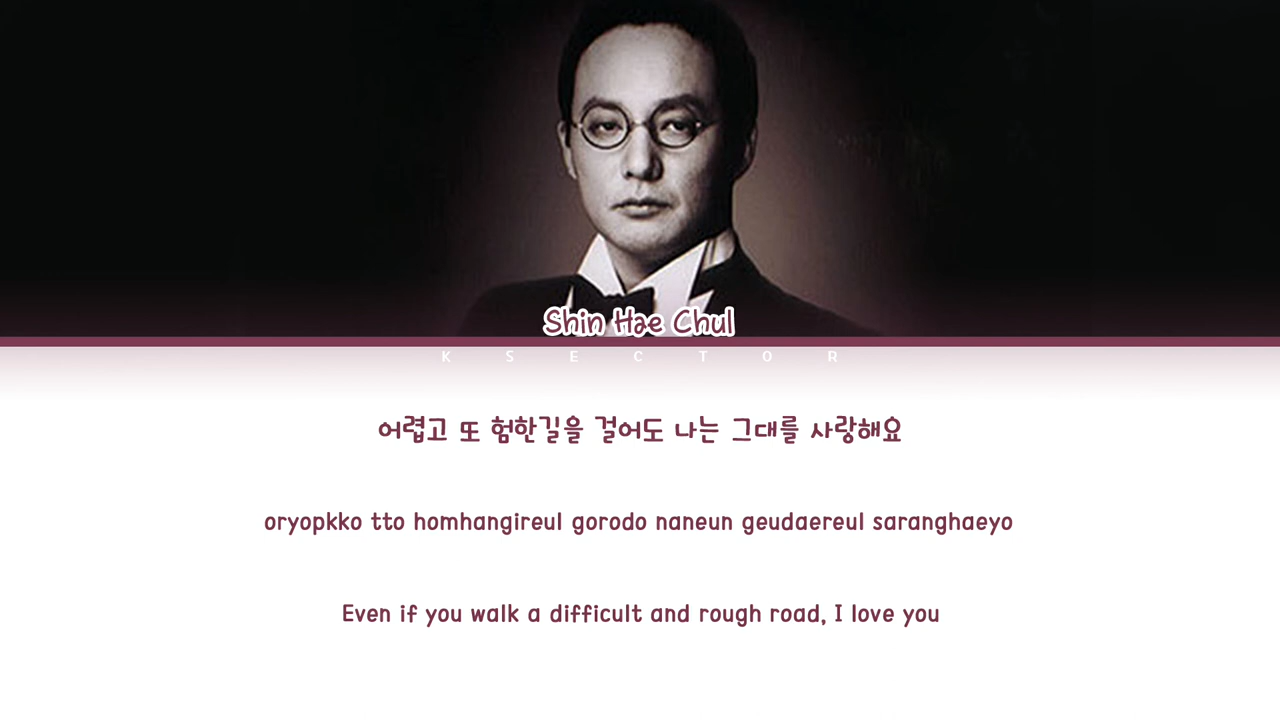 Shin Hae Chul
K S E C T O R
어렵고 또 험한길을 걸어도 나는 그대를 사랑해요
oryopkko tto homhangireul gorodo naneun geudaereul saranghaeyo
Even if you walk a difficult and rough road, I love you